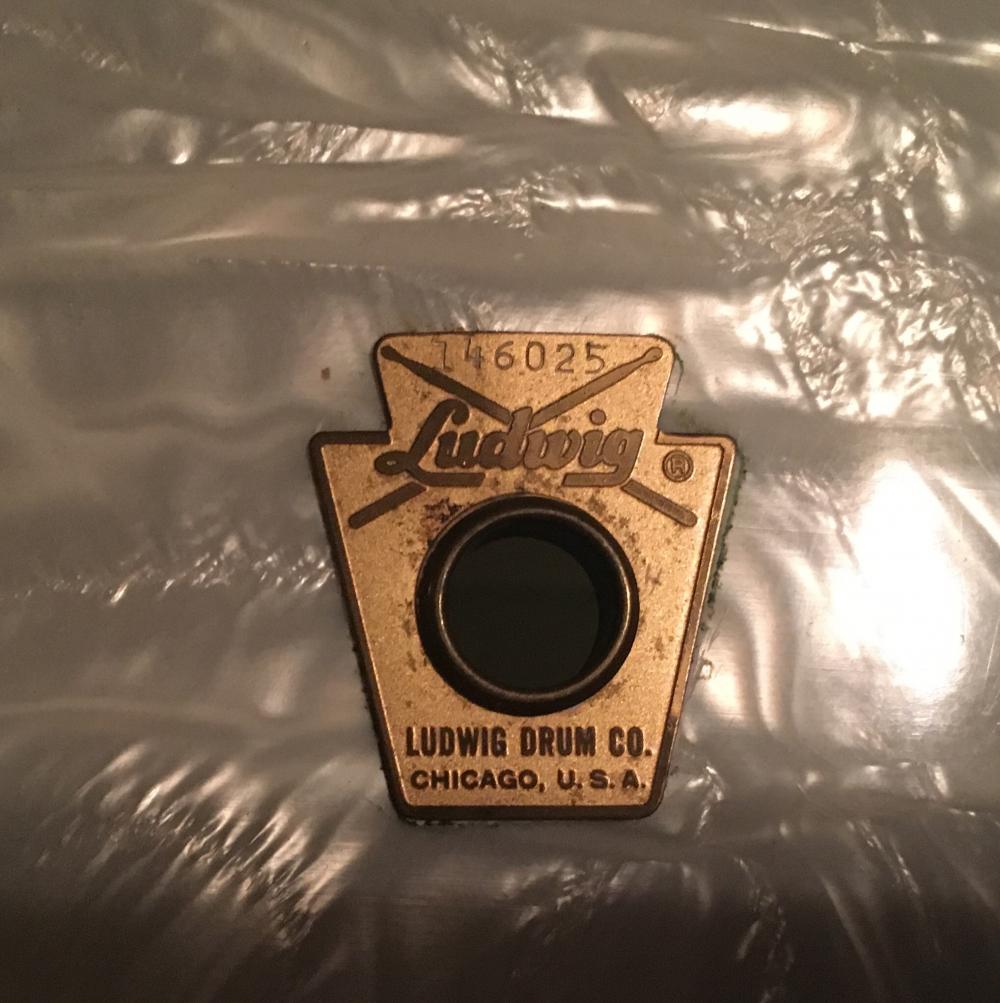 146025
Ludwig ®
LUDWIG DRUM CO.
CHICAGO, U.S.A.